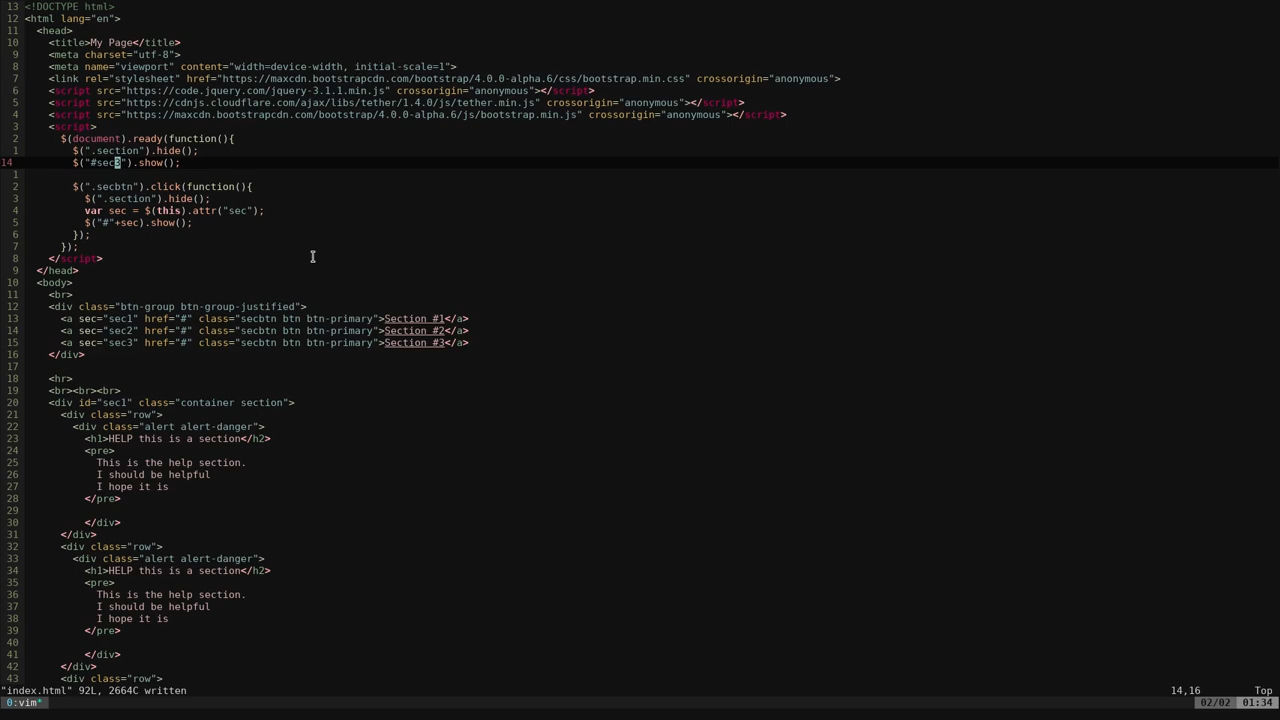 13 <!DOCTYPE html>
12 <html lang="en">
11   <head>
10     <title>My Page</title>
9     <meta charset="utf-8">
8     <meta name="viewport" content="width=device-width, initial-scale=1">
7     <link rel="stylesheet" href="https://maxcdn.bootstrapcdn.com/bootstrap/4.0.0-alpha.6/css/bootstrap.min.css" crossorigin="anonymous">
6     <script src="https://code.jquery.com/jquery-3.1.1.min.js" crossorigin="anonymous"></script>
5     <script src="https://cdnjs.cloudflare.com/ajax/libs/tether/1.4.0/js/tether.min.js" crossorigin="anonymous"></script>
4     <script src="https://maxcdn.bootstrapcdn.com/bootstrap/4.0.0-alpha.6/js/bootstrap.min.js" crossorigin="anonymous"></script>
3     <script>
2       $(document).ready(function(){
1         $(".section").hide();
14         $("#sec3").show();
1
2         $(".secbtn").click(function(){
3           $(".section").hide();
4           var sec = $(this).attr("sec");
5           $("#"+sec).show();
6         });
7       });
8     </script>
9   </head>
10   <body>
11     <br>
12     <div class="btn-group btn-group-justified">
13       <a sec="sec1" href="#" class="secbtn btn btn-primary">Section #1</a>
14       <a sec="sec2" href="#" class="secbtn btn btn-primary">Section #2</a>
15       <a sec="sec3" href="#" class="secbtn btn btn-primary">Section #3</a>
16     </div>
17
18     <hr>
19     <br><br><br>
20     <div id="sec1" class="container section">
21       <div class="row">
22         <div class="alert alert-danger">
23           <h1>HELP this is a section</h2>
24           <pre>
25             This is the help section.
26             I should be helpful
27             I hope it is
28           </pre>
29
30           </div>
31       </div>
32       <div class="row">
33         <div class="alert alert-danger">
34           <h1>HELP this is a section</h2>
35           <pre>
36             This is the help section.
37             I should be helpful
38             I hope it is
39           </pre>
40
41           </div>
42       </div>
43       <div class="row">
"index.html" 92L, 2664C written 14,16 Top
0:vim* 02/02 01:34